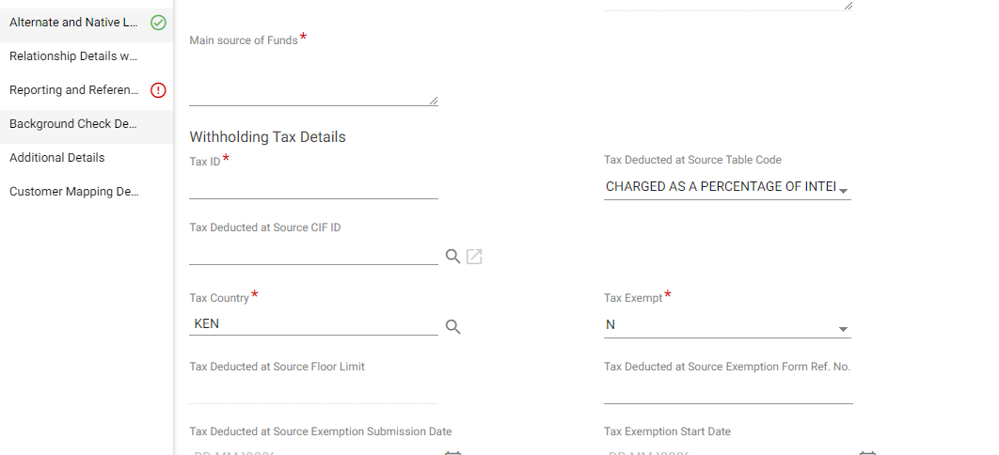 Alternate and Native L...
Relationship Details w...
Reporting and Referen...
Background Check De...
Additional Details
Customer Mapping De...
Main source of Funds*
Withholding Tax Details
Tax ID*
Tax Deducted at Source Table Code
CHARGED AS A PERCENTAGE OF INTE
Tax Deducted at Source CIF ID
Tax Country*
KEN
Tax Exempt*
N
Tax Deducted at Source Floor Limit
Tax Deducted at Source Exemption Form Ref. No.
Tax Deducted at Source Exemption Submission Date
Tax Exemption Start Date